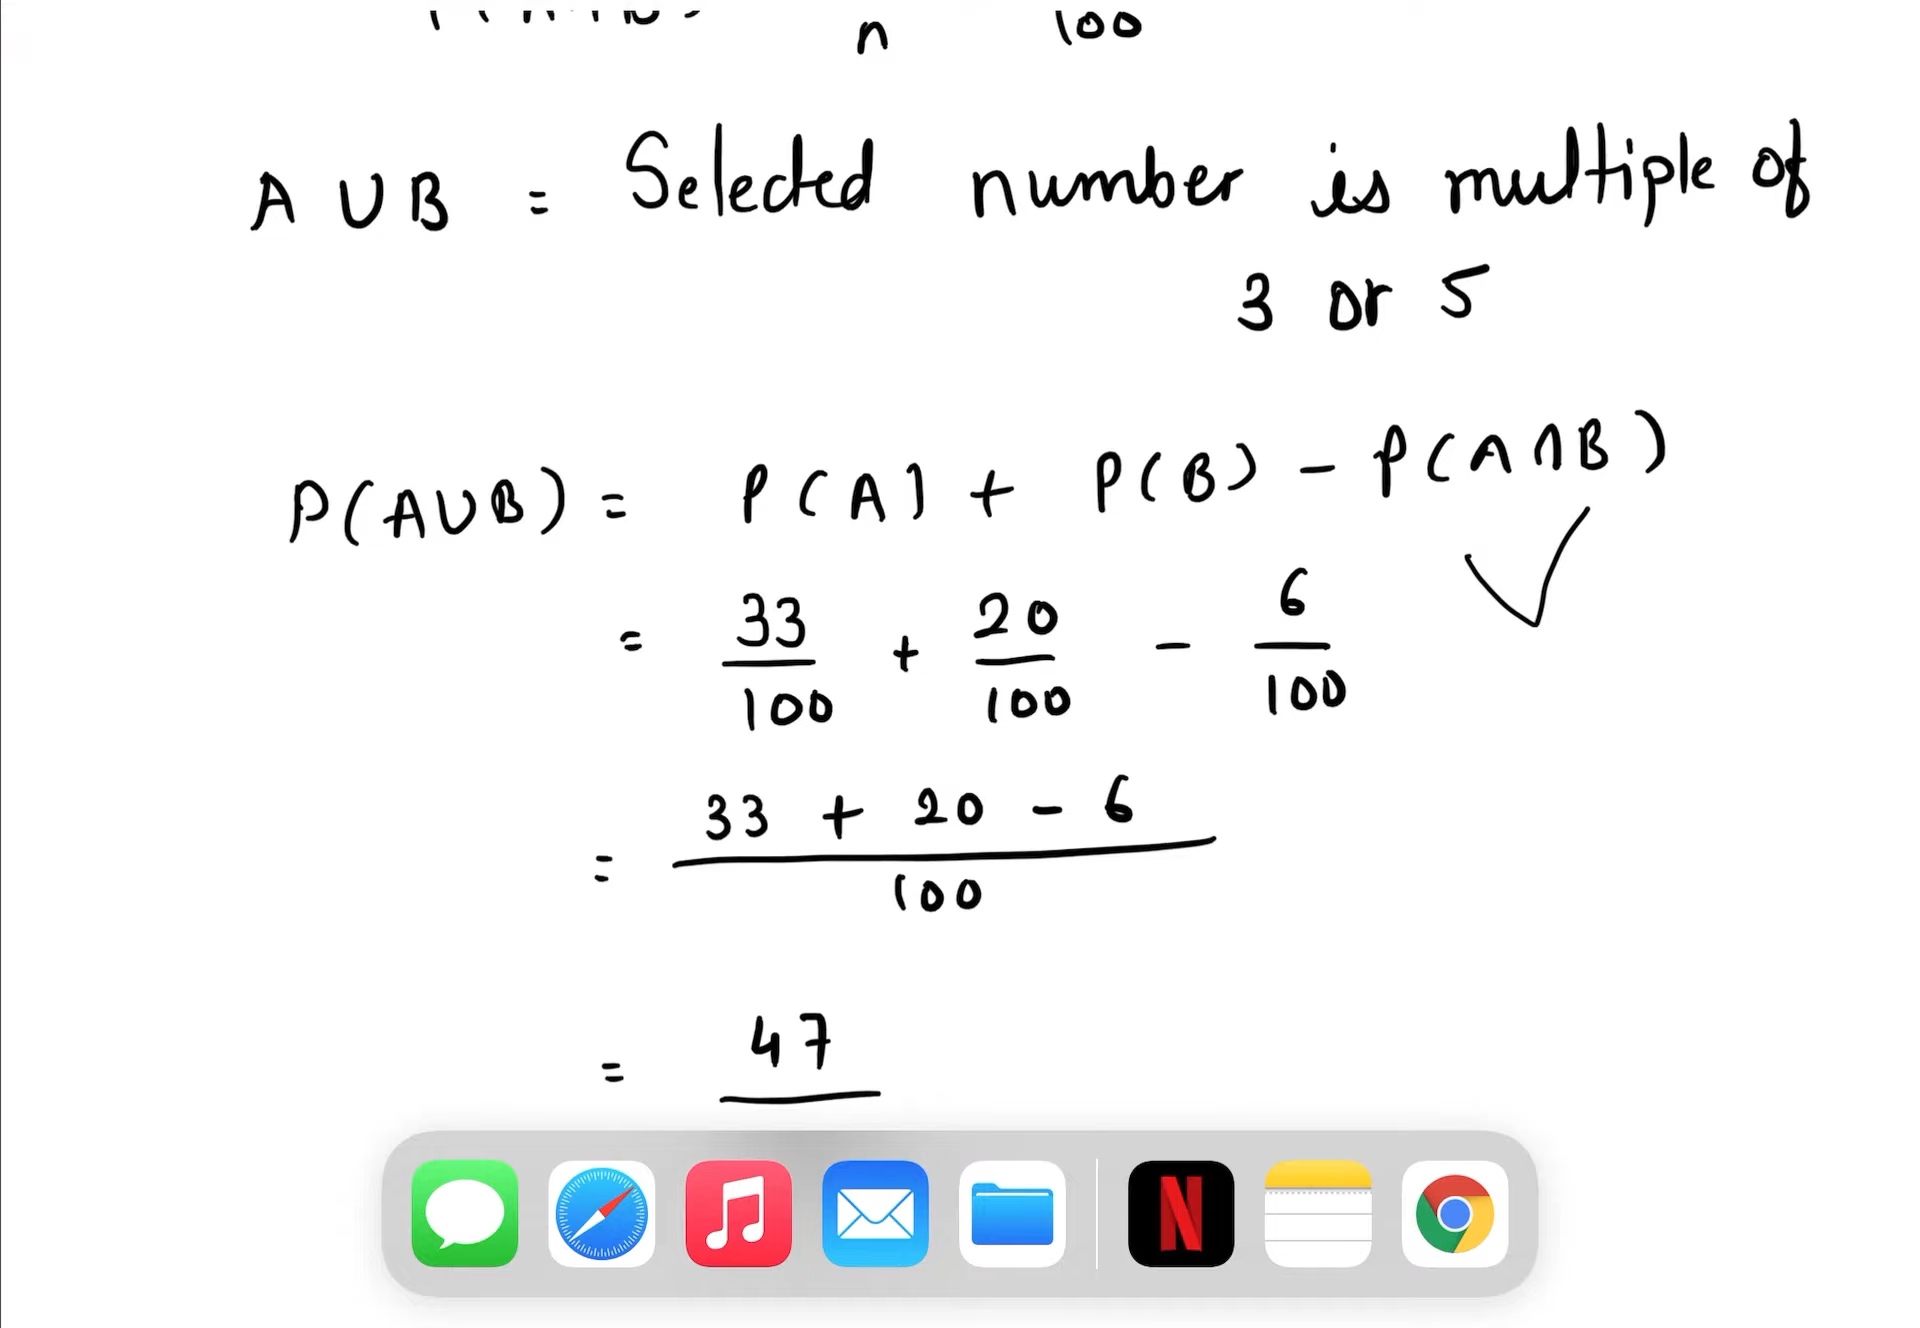 n 100
A ∪ B = Selected number is multiple of
3 or 5
P(A∪B) = P(A) + P(B) - P(A∩B)
= 33/100 + 20/100 - 6/100
= 33 + 20 - 6
100
= 47
N